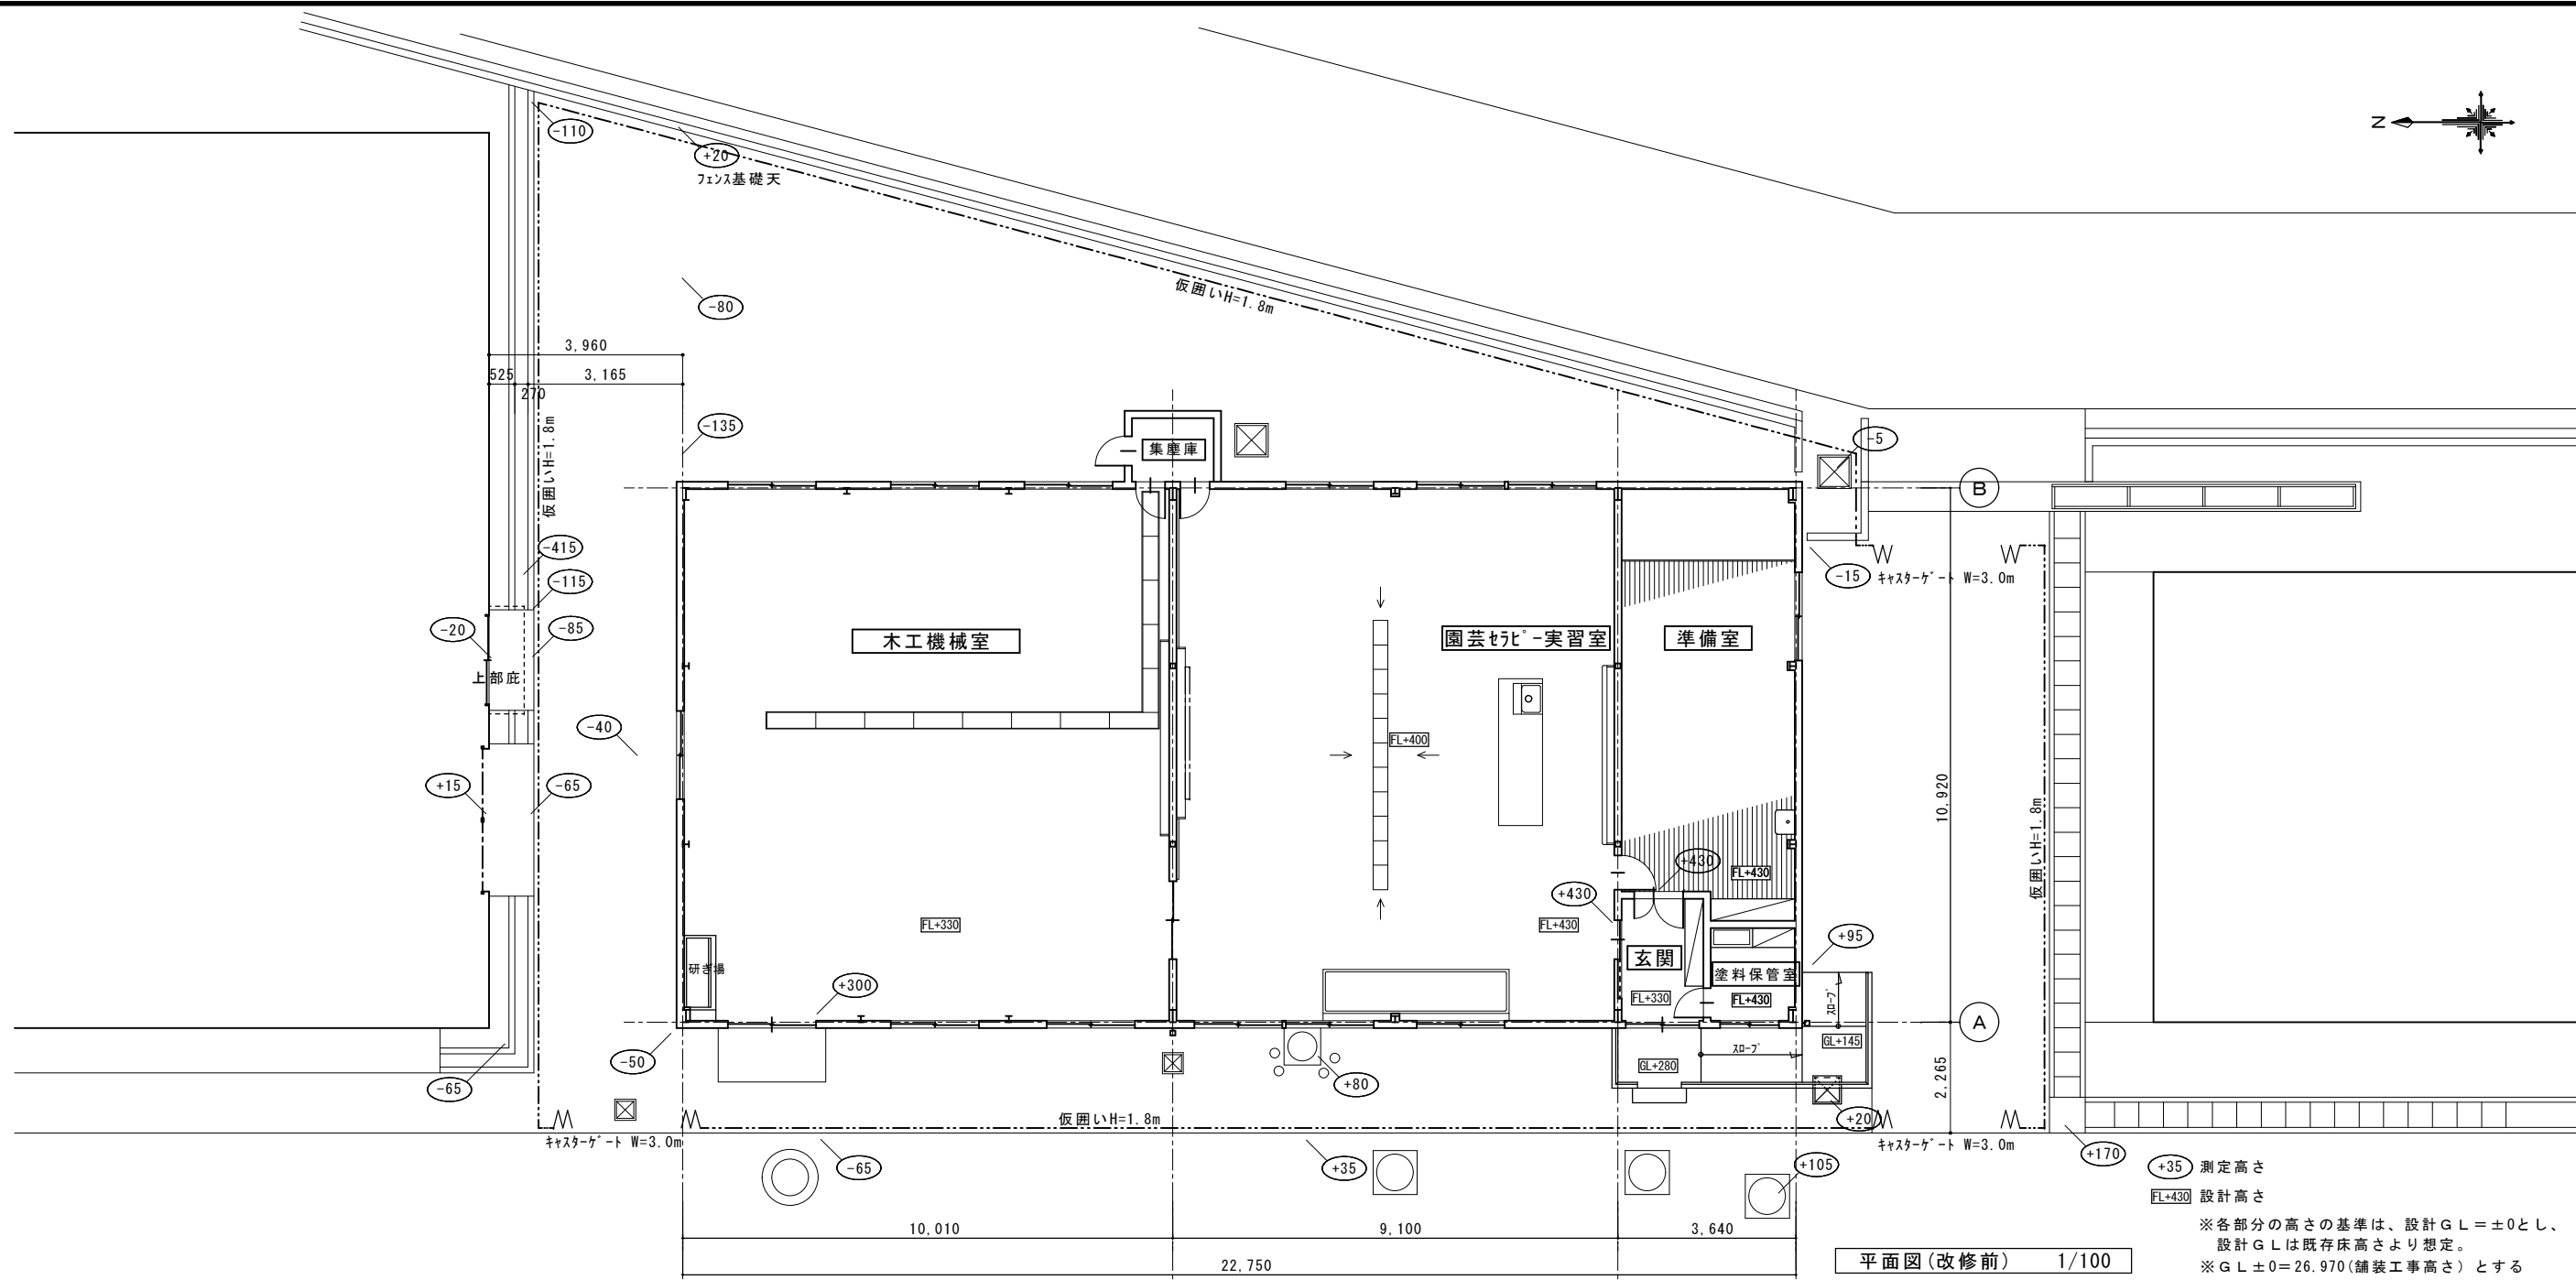 -110
+20
フェンス基礎天
N
-80
仮囲いH=1.8m
3,960
525
3,165
270
仮囲いH=1.8m
-135
集塵庫
-5
B
-415
-115
-15
キャスターゲート W=3.0m
-20
-85
上部庇
木工機械室
園芸セラピー実習室
準備室
-40
FL+400
+15
-65
10,920
仮囲いH=1.8m
+430
FL+430
+430
FL+330
FL+430
+95
玄関
研ぎ場
塗料保管室
+300
FL+330
FL+430
スロープ
A
-50
スロープ
GL+145
GL+280
-65
+80
2,265
仮囲いH=1.8m
+20
キャスターゲート W=3.0m
キャスターゲート W=3.0m
-65
+35
+105
+170
+35 測定高さ
FL+430 設計高さ
10,010
9,100
3,640
※各部分の高さの基準は、設計GL=±0とし、
設計GLは既存床高さより想定。
22,750
平面図(改修前) 1/100
※GL±0=26.970(舗装工事高さ)とする